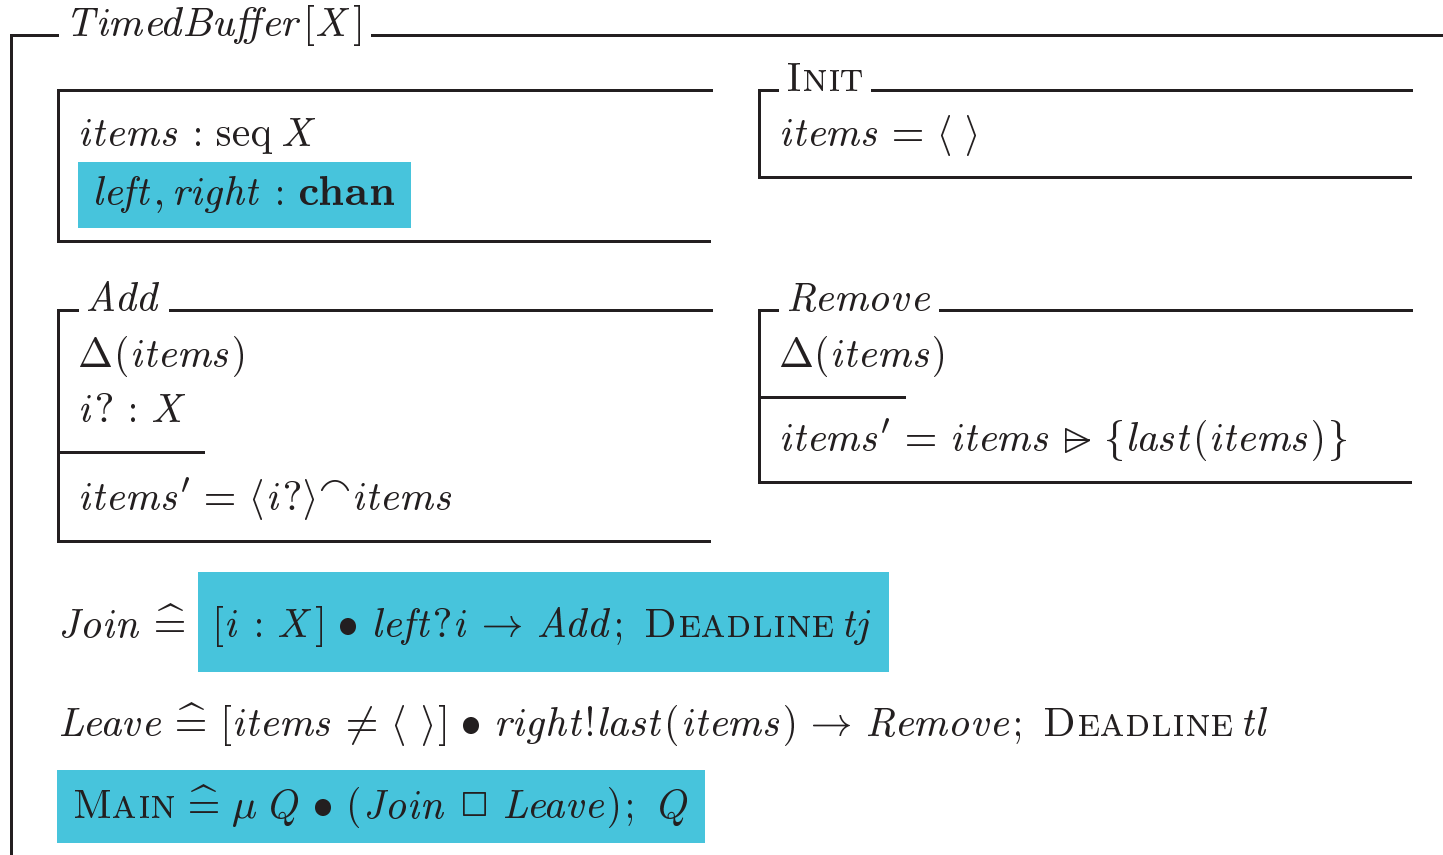 TimedBuffer[X]
items : seq X
left, right : chan
INIT
items = ⟨ ⟩
Add
Δ(items)
i? : X
items′ = ⟨i?⟩⌢items
Remove
Δ(items)
items′ = items ⩥ {last(items)}
Join ≙ [i : X] • left?i → Add; DEADLINE tj
Leave ≙ [items ≠ ⟨ ⟩] • right!last(items) → Remove; DEADLINE tl
MAIN ≙ μ Q • (Join □ Leave); Q